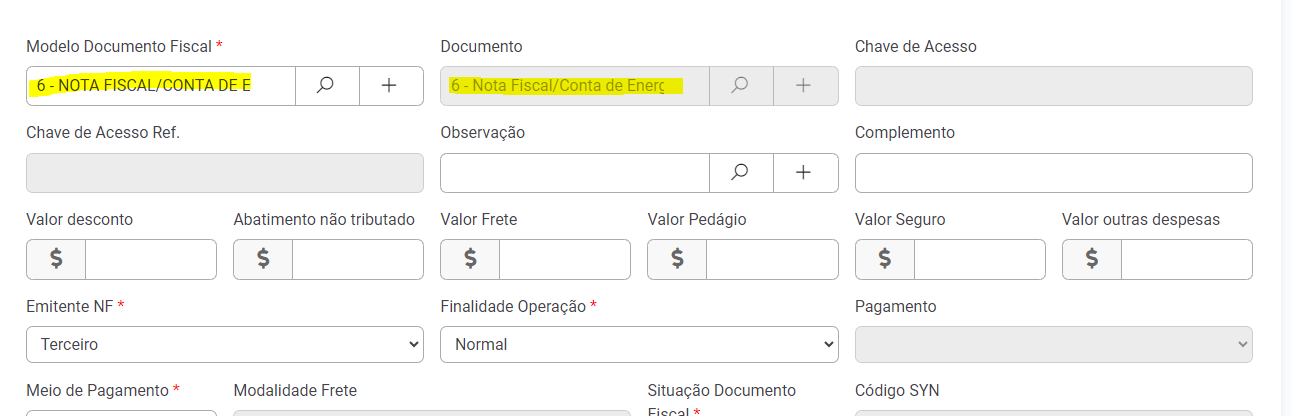 Modelo Documento Fiscal * Documento Chave de Acesso
6 - NOTA FISCAL/CONTA DE E 6 - Nota Fiscal/Conta de Energ
Chave de Acesso Ref. Observação Complemento
Valor desconto Abatimento não tributado Valor Frete Valor Pedágio Valor Seguro Valor outras despesas
$ $ $ $ $ $
Emitente NF * Finalidade Operação * Pagamento
Terceiro Normal
Meio de Pagamento * Modalidade Frete Situação Documento Código SYN
Fiscal *